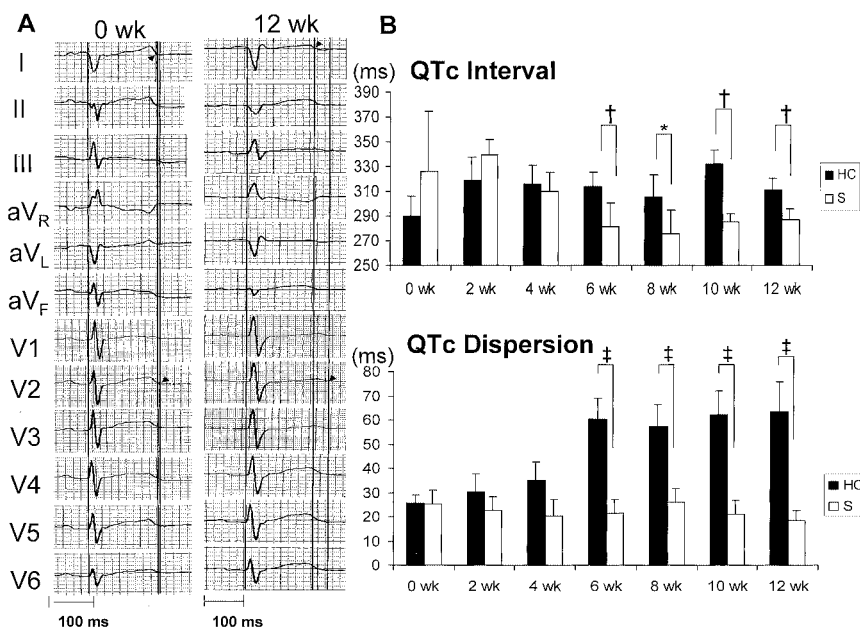 A
0 wk
12 wk
I
II
III
aVR
aVL
aVF
V1
V2
V3
V4
V5
V6
100 ms
100 ms
B
(ms)
QTc Interval
390
370
350
330
310
290
270
250
†
*
†
†
HC
S
0 wk
2 wk
4 wk
6 wk
8 wk
10 wk
12 wk
(ms)
QTc Dispersion
80
70
60
50
40
30
20
10
0
‡
‡
‡
‡
HC
S
0 wk
2 wk
4 wk
6 wk
8 wk
10 wk
12 wk